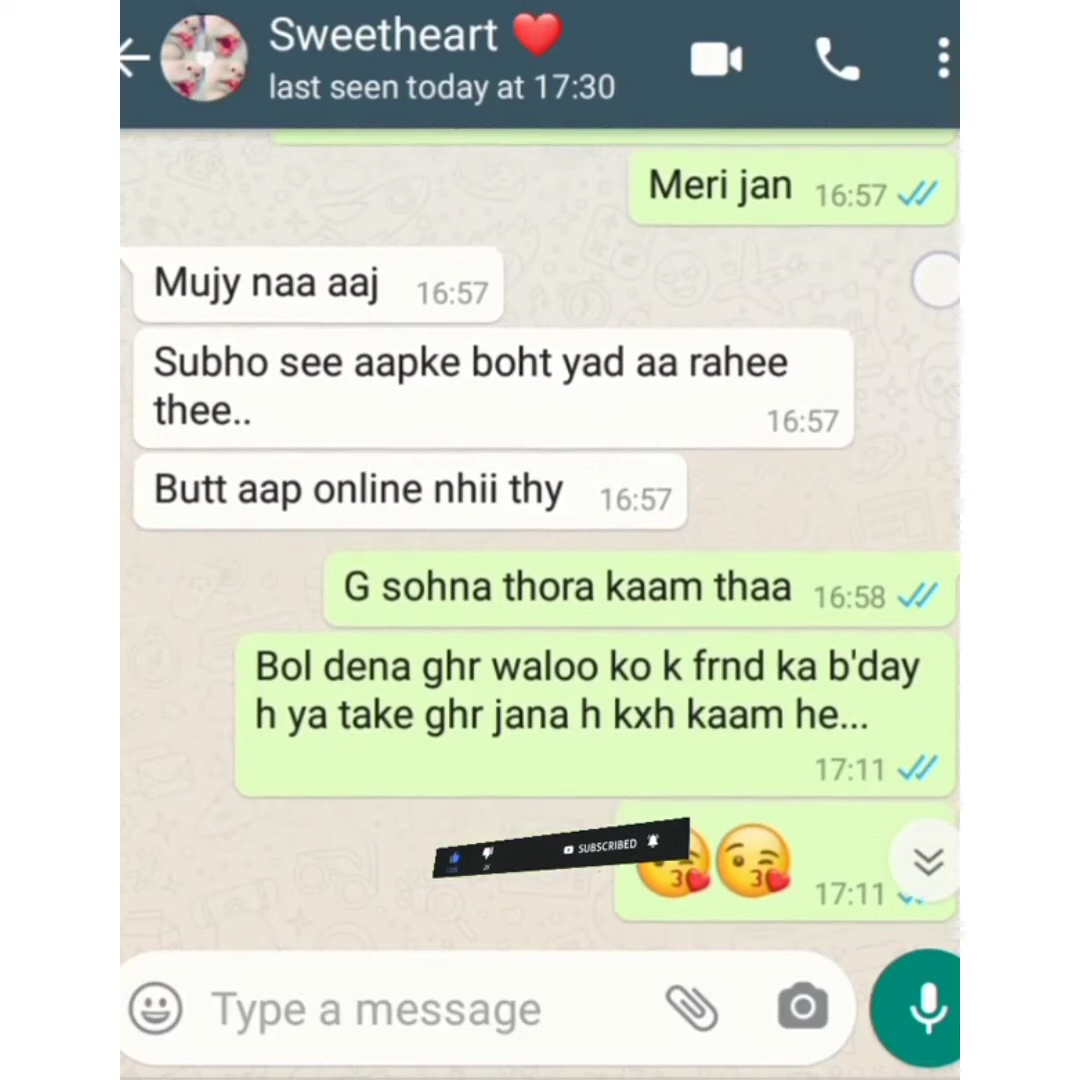 Sweetheart ❤️
last seen today at 17:30
Meri jan 16:57
Mujy naa aaj 16:57
Subho see aapke boht yad aa rahee
thee.. 16:57
Butt aap online nhii thy 16:57
G sohna thora kaam thaa 16:58
Bol dena ghr waloo ko k frnd ka b'day
h ya take ghr jana h kxh kaam he...
17:11
SUBSCRIBED
😘😘 17:11
Type a message